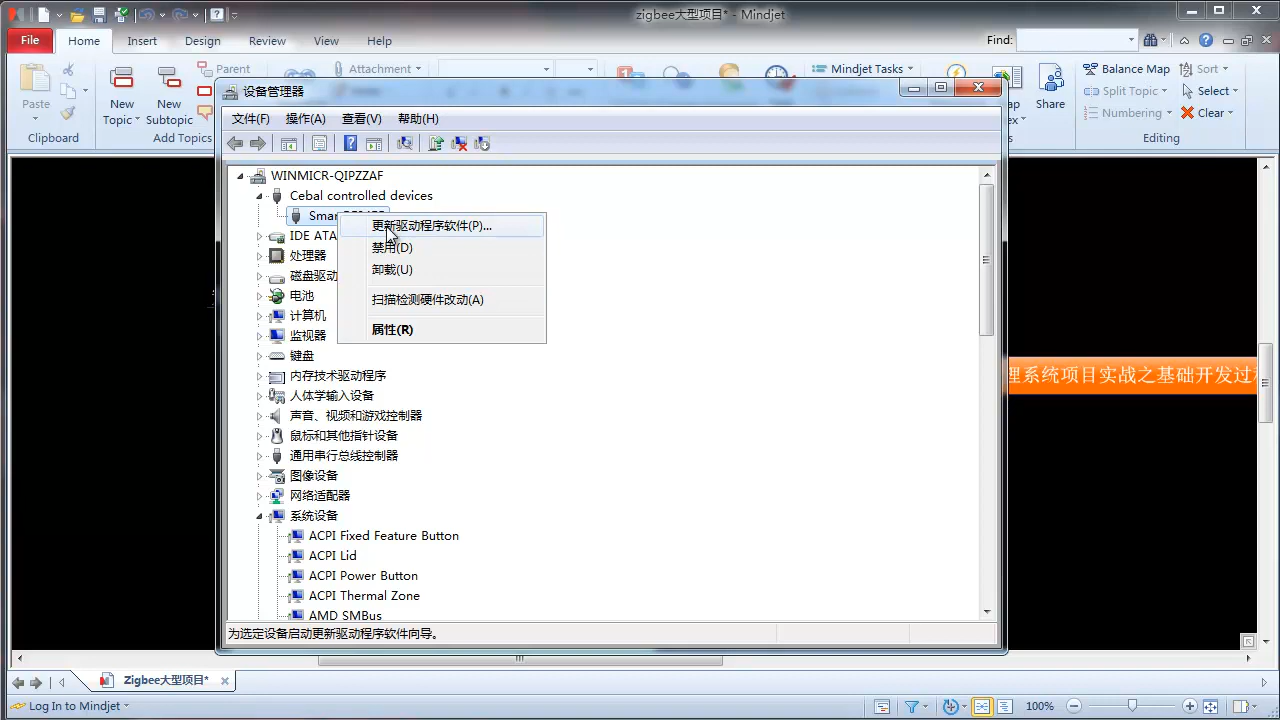 zigbee大型项目* - Mindjet
File
Home
Insert
Design
Review
View
Help
Find:
Paste
Clipboard
New
Topic
New
Subtopic
Parent
Add Topics
Attachment
Mindjet Tasks
Share
Balance Map
Split Topic
Numbering
Sort
Select
Clear
Editing
设备管理器
文件(F)
操作(A)
查看(V)
帮助(H)
WINMICR-QIPZZAF
Cebal controlled devices
更新驱动程序软件(P)...
禁用(D)
卸载(U)
扫描检测硬件改动(A)
属性(R)
IDE ATA
处理器
磁盘驱动
电池
计算机
监视器
键盘
内存技术驱动程序
人体学输入设备
声音、视频和游戏控制器
鼠标和其他指针设备
通用串行总线控制器
图像设备
网络适配器
系统设备
ACPI Fixed Feature Button
ACPI Lid
ACPI Power Button
ACPI Thermal Zone
AMD SMBus
为选定设备启动更新驱动程序软件向导。
理系统项目实战之基础开发过
Zigbee大型项目*
Log In to Mindjet
100%